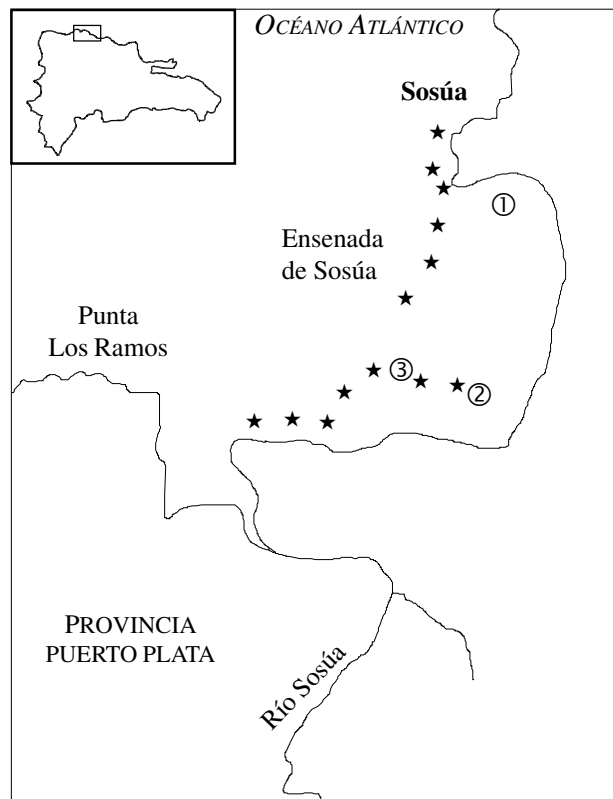 OCÉANO ATLÁNTICO
Sosúa
①
Ensenada
de Sosúa
Punta
Los Ramos
③
②
PROVINCIA
PUERTO PLATA
Río Sosúa